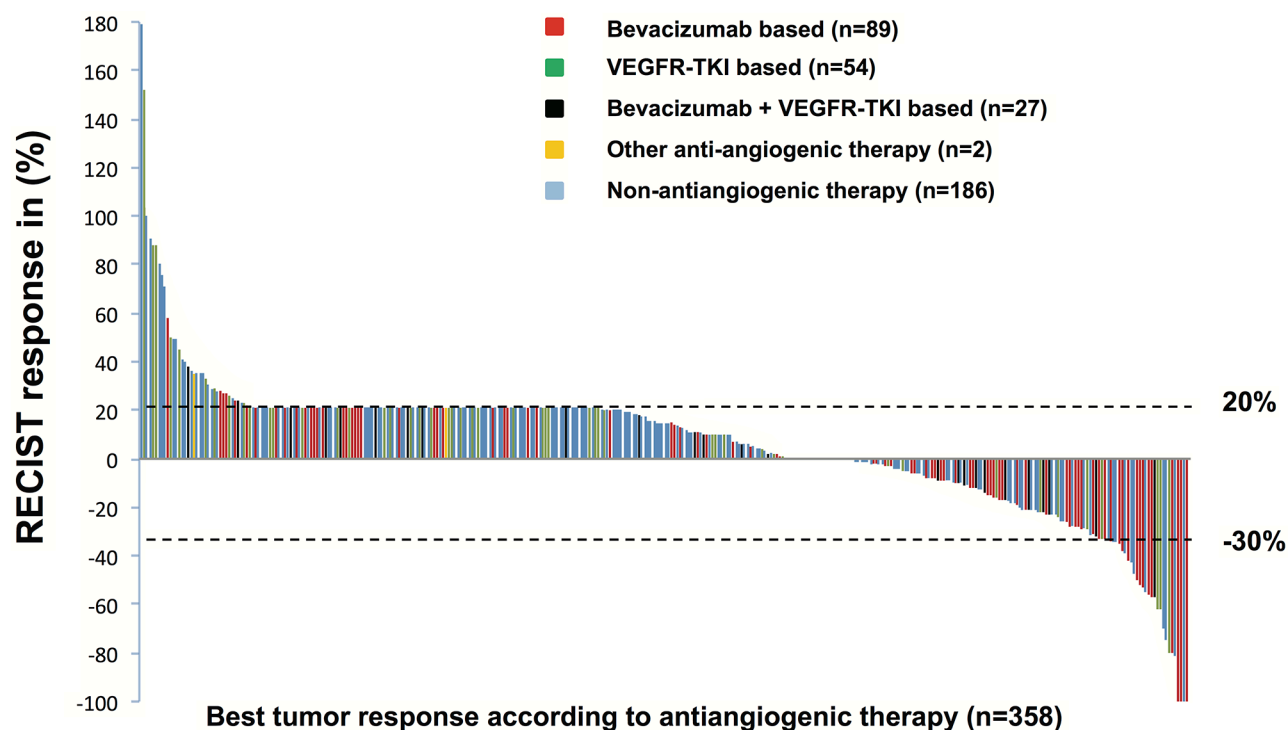 180
160
140
120
100
80
60
40
20
0
-20
-40
-60
-80
-100
RECIST response in (%)
Bevacizumab based (n=89)
VEGFR-TKI based (n=54)
Bevacizumab + VEGFR-TKI based (n=27)
Other anti-angiogenic therapy (n=2)
Non-antiangiogenic therapy (n=186)
20%
-30%
Best tumor response according to antiangiogenic therapy (n=358)